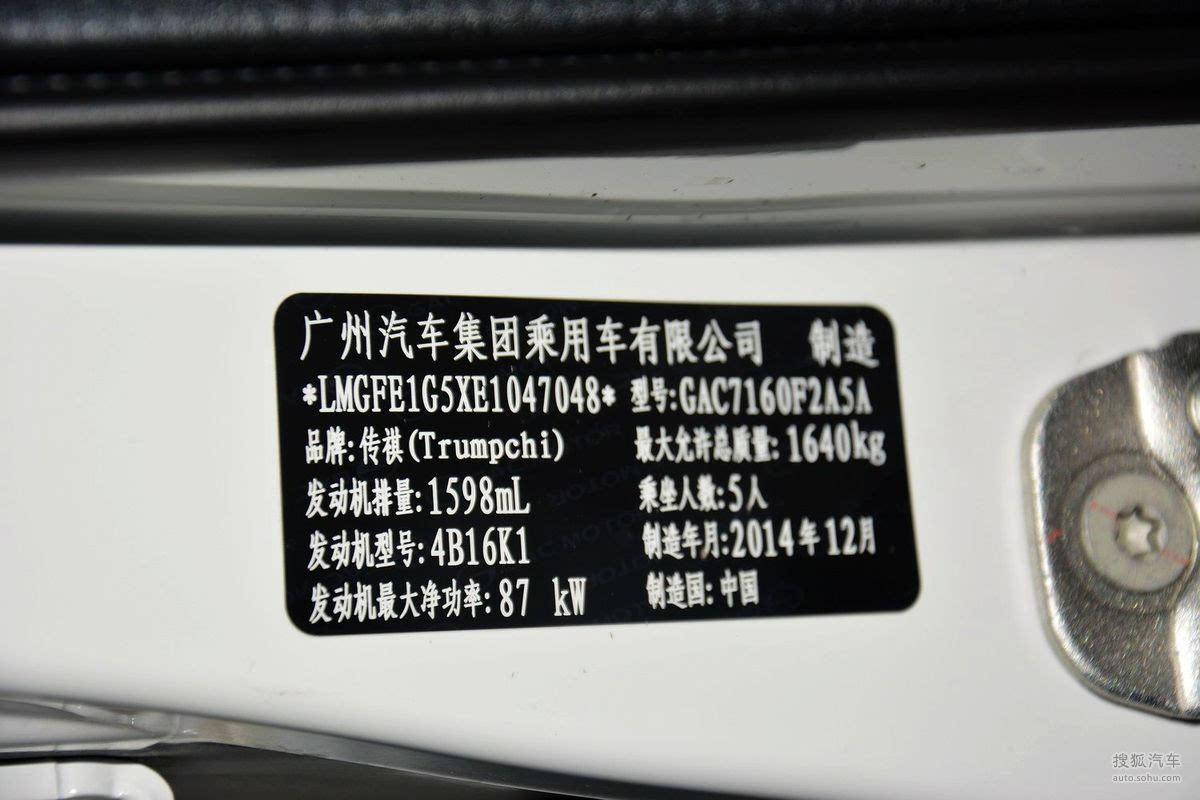 广州汽车集团乘用车有限公司 制造
*LMGFE1G5XE1047048* 型号:GAC7160F2A5A
品牌:传祺(Trumpchi) 最大允许总质量:1640kg
发动机排量:1598mL 乘坐人数:5人
发动机型号:4B16K1 制造年月:2014年12月
发动机最大净功率:87 kW 制造国:中国
搜狐汽车
auto.sohu.com